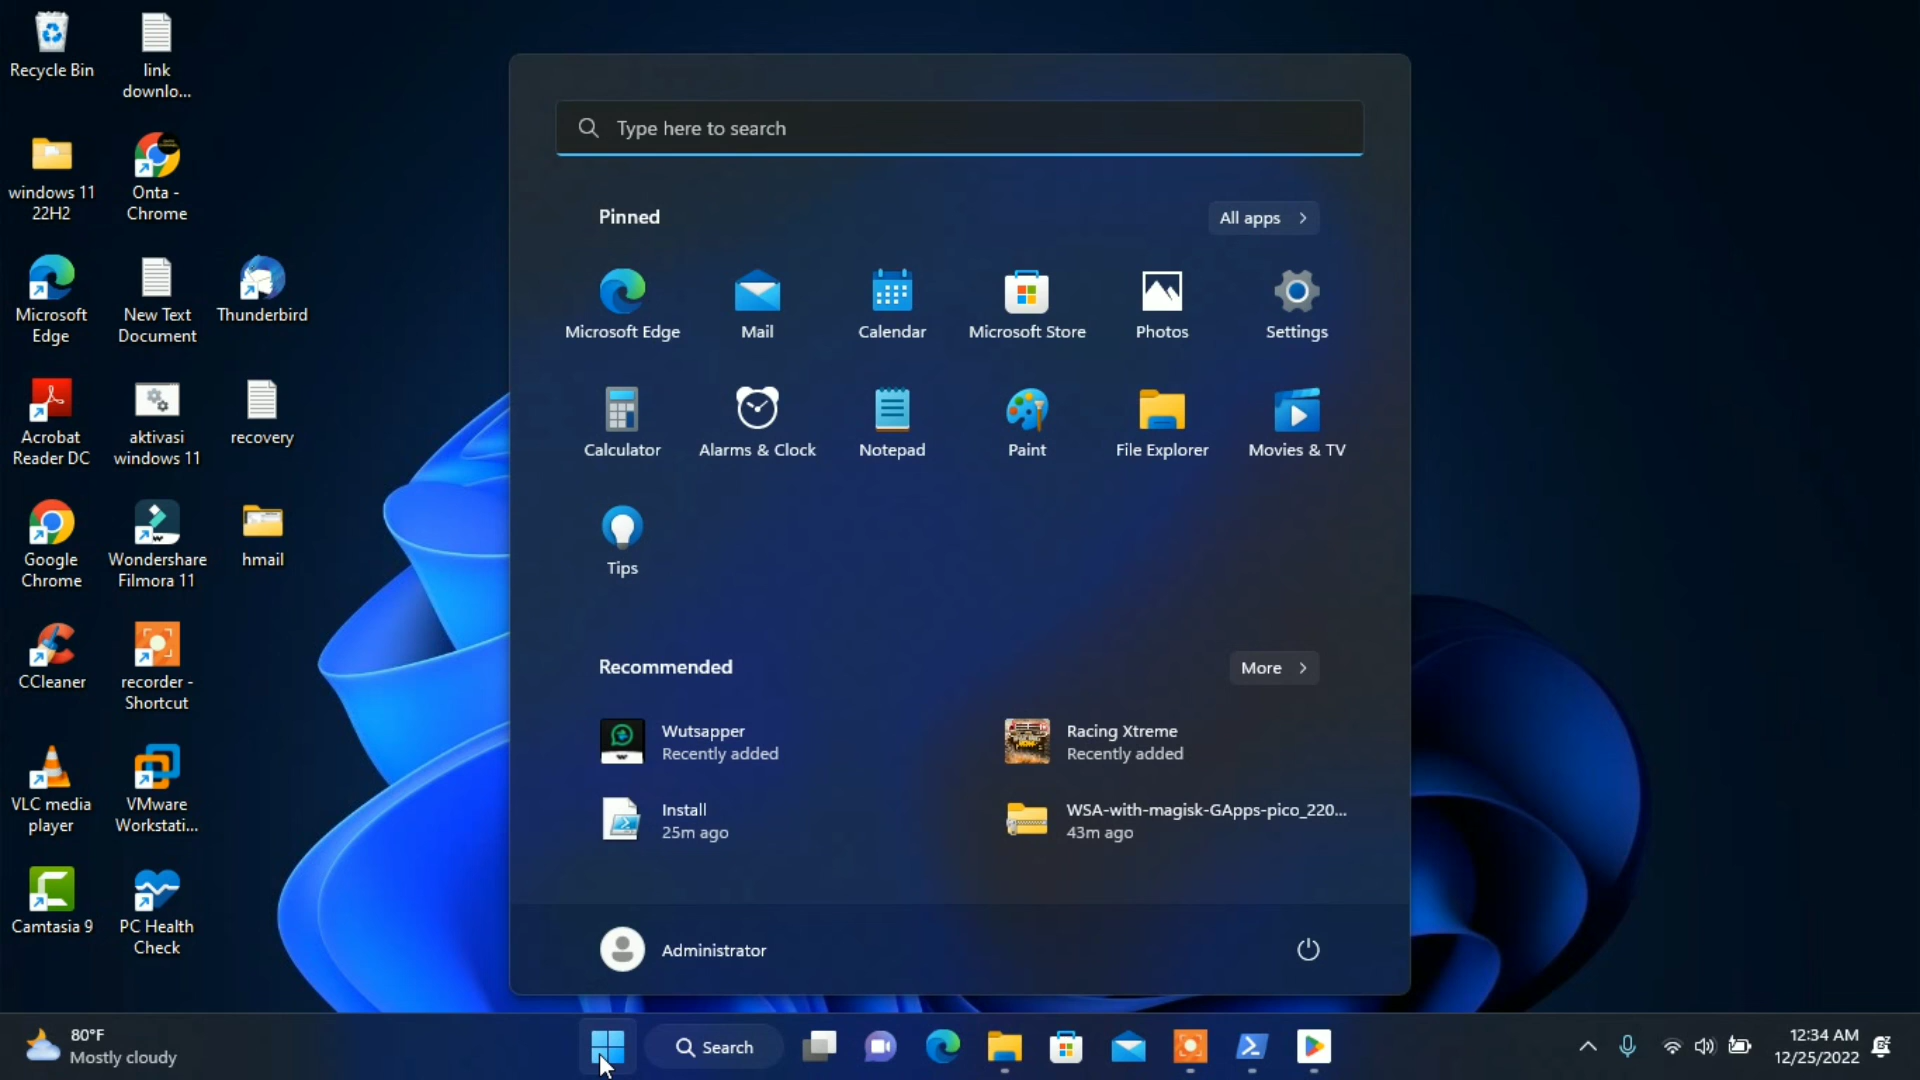 Recycle Bin
link
downlo...
windows 11
22H2
Onta -
Chrome
Microsoft
Edge
New Text
Document
Thunderbird
Acrobat
Reader DC
aktivasi
windows 11
recovery
Google
Chrome
Wondershare
Filmora 11
hmail
CCleaner
recorder -
Shortcut
VLC media
player
VMware
Workstati...
Camtasia 9
PC Health
Check
Type here to search
Pinned
All apps
Microsoft Edge
Mail
Calendar
Microsoft Store
Photos
Settings
Calculator
Alarms & Clock
Notepad
Paint
File Explorer
Movies & TV
Tips
Recommended
More
Wutsapper
Recently added
Racing Xtreme
Recently added
Install
25m ago
WSA-with-magisk-GApps-pico_220...
43m ago
Administrator
80°F
Mostly cloudy
Search
12:34 AM
12/25/2022